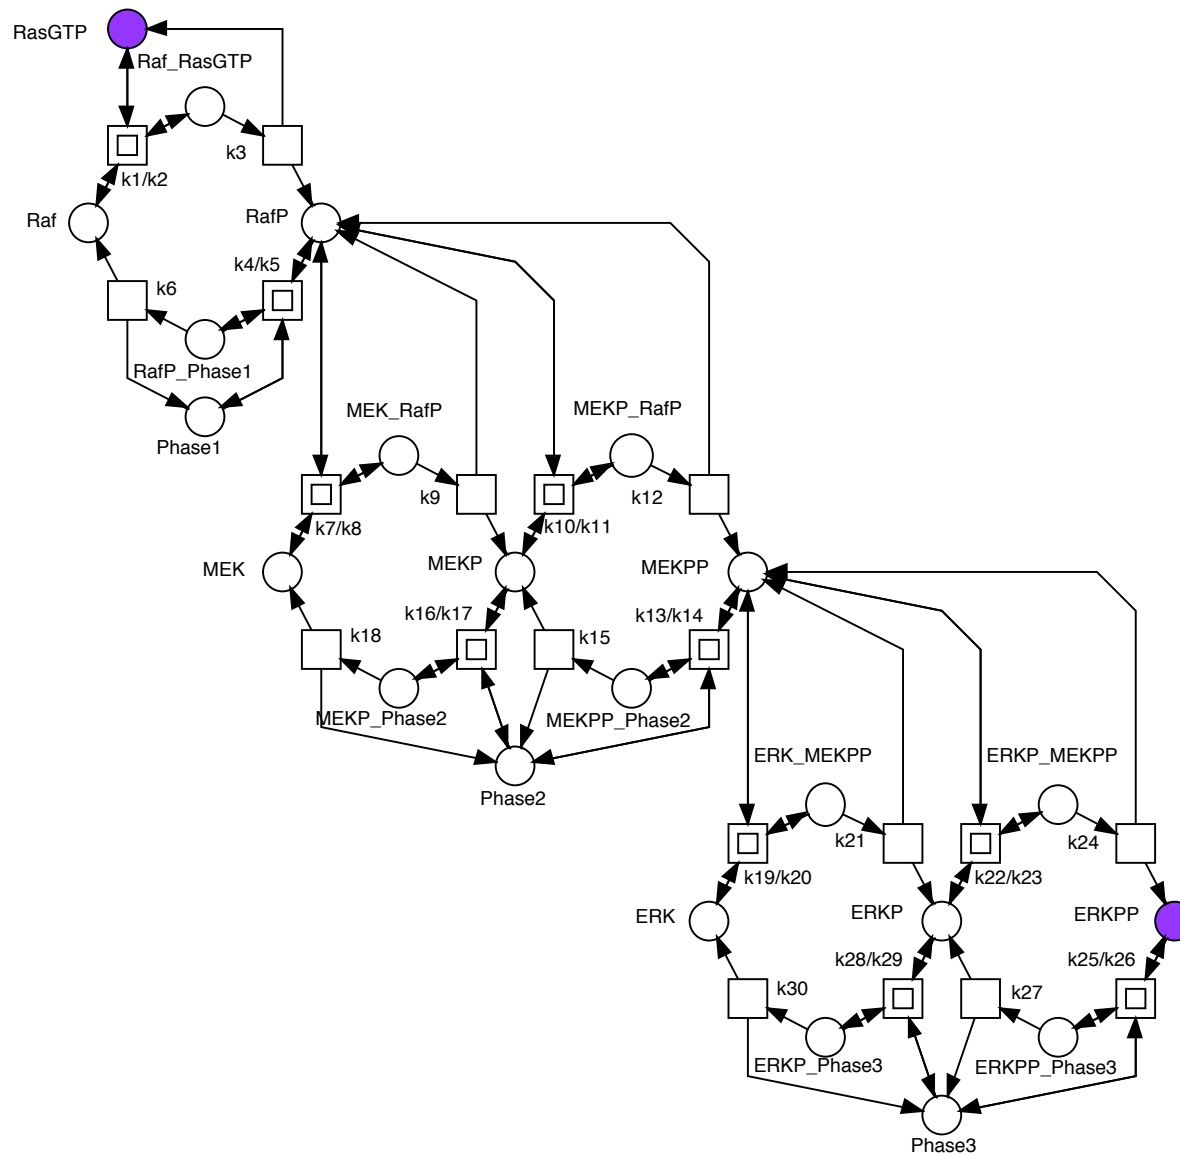 RasGTP
Raf_RasGTP
k3
k1/k2
Raf
RafP
k4/k5
k6
RafP_Phase1
Phase1
MEK_RafP
MEKP_RafP
k9
k12
k7/k8
k10/k11
MEK
MEKP
MEKPP
k16/k17
k13/k14
k18
k15
MEKP_Phase2
MEKPP_Phase2
Phase2
ERK_MEKPP
ERKP_MEKPP
k21
k24
k19/k20
k22/k23
ERK
ERKP
ERKPP
k28/k29
k25/k26
k30
k27
ERKP_Phase3
ERKPP_Phase3
Phase3